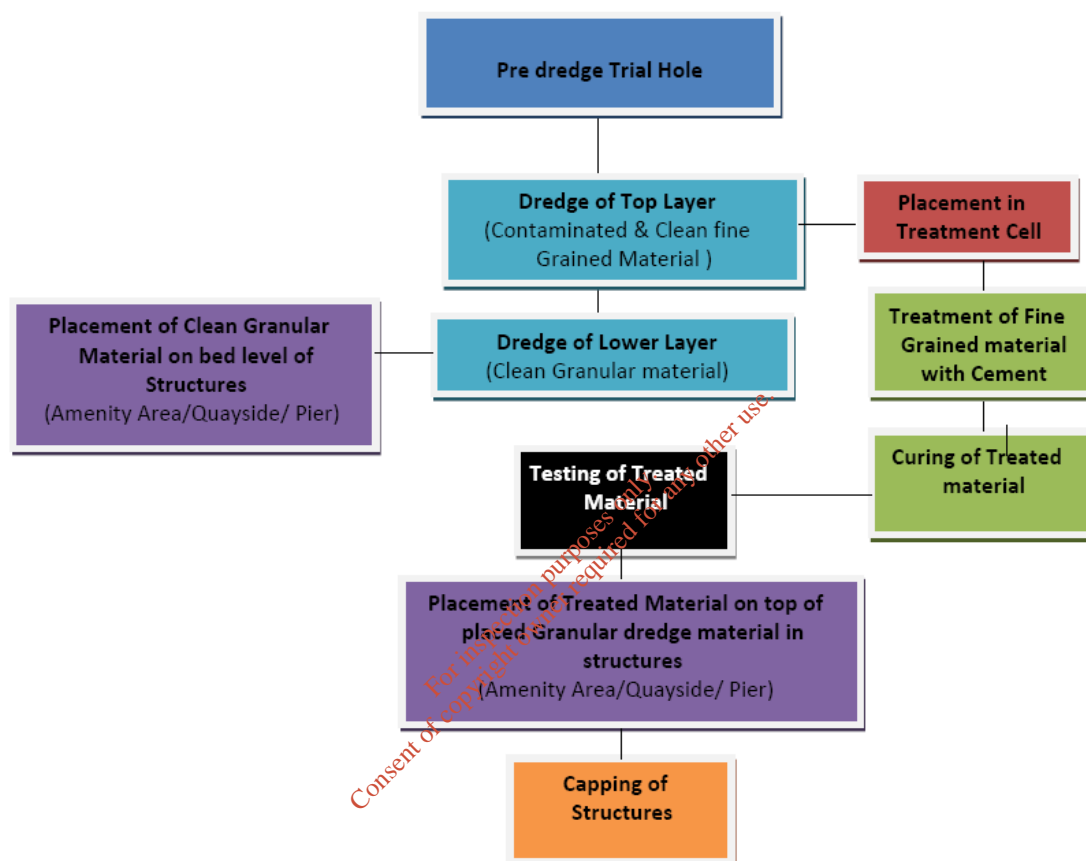 Pre dredge Trial Hole
Dredge of Top Layer
(Contaminated & Clean fine
Grained Material )
Placement in
Treatment Cell
Placement of Clean Granular
Material on bed level of
Structures
(Amenity Area/Quayside/ Pier)
Dredge of Lower Layer
(Clean Granular material)
Treatment of Fine
Grained material
with Cement
Testing of Treated
Material
Curing of Treated
material
Placement of Treated Material on top of
placed Granular dredge material in
structures
(Amenity Area/Quayside/ Pier)
Capping of
Structures
For inspection purposes only.
Consent of copyright owner required for any other use.